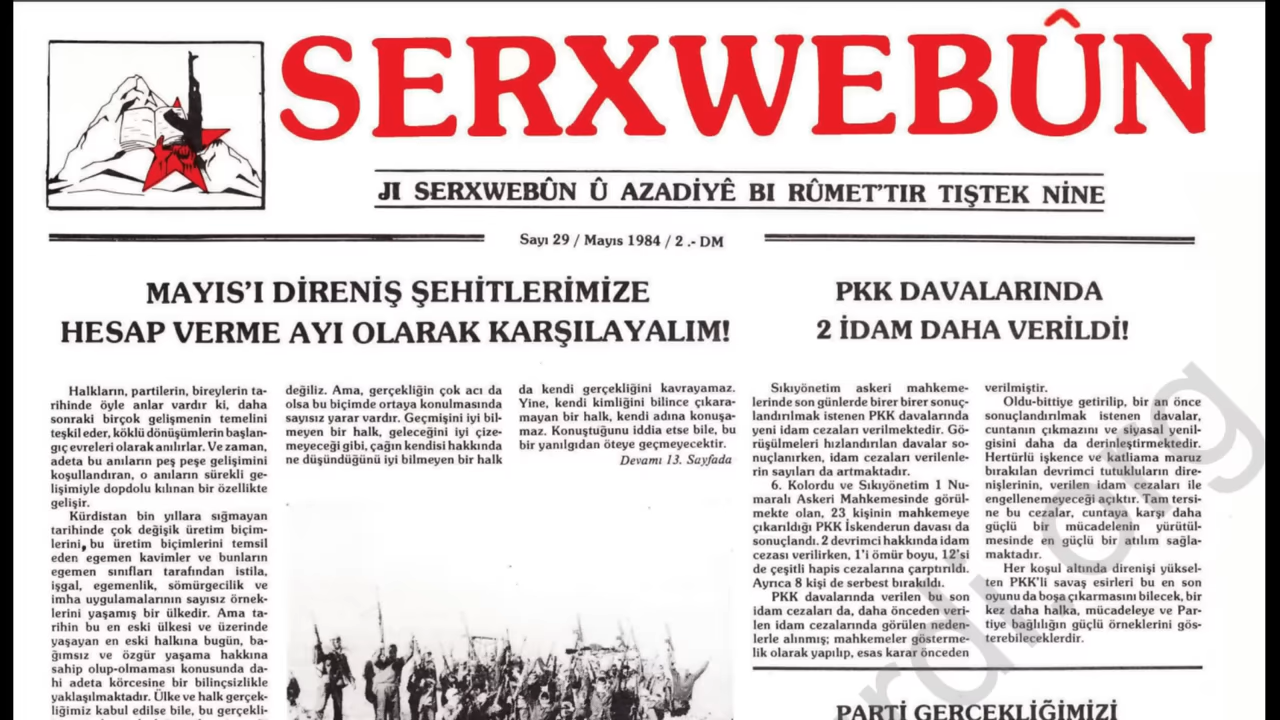 SERXWEBÛN
JI SERXWEBÛN Û AZADİYÊ BI RÛMET'TIR TIŞTEK NİNE
Sayı 29 / Mayıs 1984 / 2 .- DM
MAYIS'I DİRENİŞ ŞEHİTLERİMİZE
HESAP VERME AYI OLARAK KARŞILAYALIM!
Halkların, partilerin, bireylerin ta-
rihinde öyle anlar vardır ki, daha
sonraki birçok gelişmenin temelini
teşkil eder, köklü dönüşümlerin başlan-
gıç evreleri olarak anılırlar. Ve zaman,
adeta bu anıların peş peşe gelişimini
koşullandıran, o anıların sürekli ge-
lişimiyle dopdolu kılınan bir özellikte
gelişir.
Kürdistan bin yıllara sığmayan
tarihinde çok değişik üretim biçim-
lerini, bu üretim biçimlerini temsil
eden egemen kavimler ve bunların
egemen sınıfları tarafından istila,
işgal, egemenlik, sömürgecilik ve
imha uygulamalarının sayısız örnek-
lerini yaşamış bir ülkedir. Ama ta-
rihin bu en eski ülkesi ve üzerinde
yaşayan en eski halkına bugün, ba-
ğımsız ve özgür yaşama hakkına
sahip olup-olmaması konusunda da-
hi adeta körcesine bir bilinçsizlikle
yaklaşılmaktadır. Ülke ve halk gerçek-
liğimiz kabul edilse bile, bu gerçekli-
değiliz. Ama, gerçekliğin çok acı da
olsa bu biçimde ortaya konulmasında
sayısız yarar vardır. Geçmişini iyi bil-
meyen bir halk, geleceğini iyi çize-
meyeceği gibi, çağın kendisi hakkında
ne düşündüğünü iyi bilmeyen bir halk
da kendi gerçekliğini kavrayamaz.
Yine, kendi kimliğini bilince çıkara-
mayan bir halk, kendi adına konuşa-
maz. Konuştuğunu iddia etse bile, bu
bir yanılgıdan öteye geçmeyecektir.
Devamı 13. Sayfada
PKK DAVALARINDA
2 İDAM DAHA VERİLDİ!
Sıkıyönetim askeri mahkeme-
lerinde son günlerde birer birer sonuç-
landırılmak istenen PKK davalarında
yeni idam cezaları verilmektedir. Gö-
rüşülmeleri hızlandırılan davalar so-
nuçlanırken, idam cezaları verilenle-
rin sayıları da artmaktadır.
6. Kolordu ve Sıkıyönetim 1 Nu-
maralı Askeri Mahkemesinde görül-
mekte olan, 23 kişinin mahkemeye
çıkarıldığı PKK İskenderun davası da
sonuçlandı. 2 devrimci hakkında idam
cezası verilirken, 1'i ömür boyu, 12'si
de çeşitli hapis cezalarına çarptırıldı.
Ayrıca 8 kişi de serbest bırakıldı.
PKK davalarında verilen bu son
idam cezaları da, daha önceden veri-
len idam cezalarında görülen neden-
lerle alınmış; mahkemeler gösterme-
lik olarak yapılıp, esas karar önceden
verilmiştir.
Oldu-bittiye getirilip, bir an önce
sonuçlandırılmak istenen davalar,
cuntanın çıkmazını ve siyasal yenil-
gisini daha da derinleştirmektedir.
Hertürlü işkence ve katliama maruz
bırakılan devrimci tutukluların dire-
nişlerinin, verilen idam cezaları ile
engellenemeyeceği açıktır. Tam tersi-
ne bu cezalar, cuntaya karşı daha
güçlü bir mücadelenin yürütül-
mesinde en güçlü bir atılım sağla-
maktadır.
Her koşul altında direnişi yüksel-
ten PKK'li savaş esirleri bu en son
oyunu da boşa çıkarmasını bilecek, bir
kez daha halka, mücadeleye ve Par-
tiye bağlılığın güçlü örneklerini gös-
terebileceklerdir.
PARTİ GERÇEKLİĞİMİZİ
rdi.org